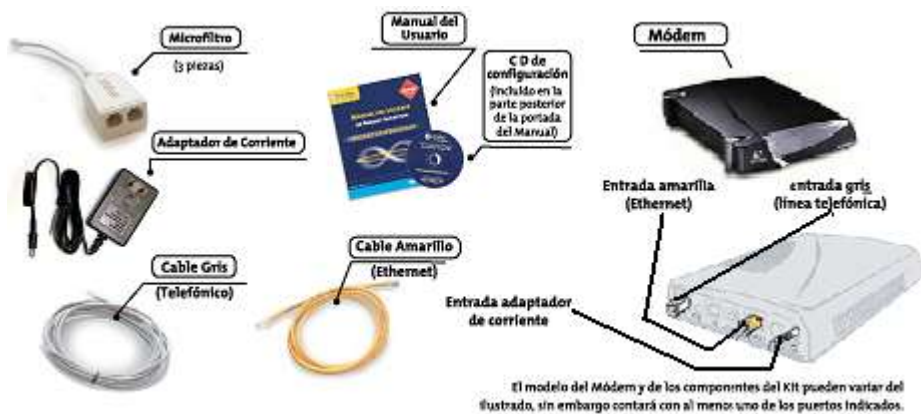 Microfiltro
(3 piezas)
Manual del
Usuario
C D de
configuración
(Incluido en la
parte posterior
de la portada
del Manual)
Módem
Adaptador de Corriente
Entrada amarilla
(Ethernet)
entrada gris
(línea telefónica)
Cable Gris
(Telefónico)
Cable Amarillo
(Ethernet)
Entrada adaptador
de corriente
El modelo del Módem y de los componentes del Kit pueden variar del
ilustrado, sin embargo contará con al menos uno de los puertos indicados.